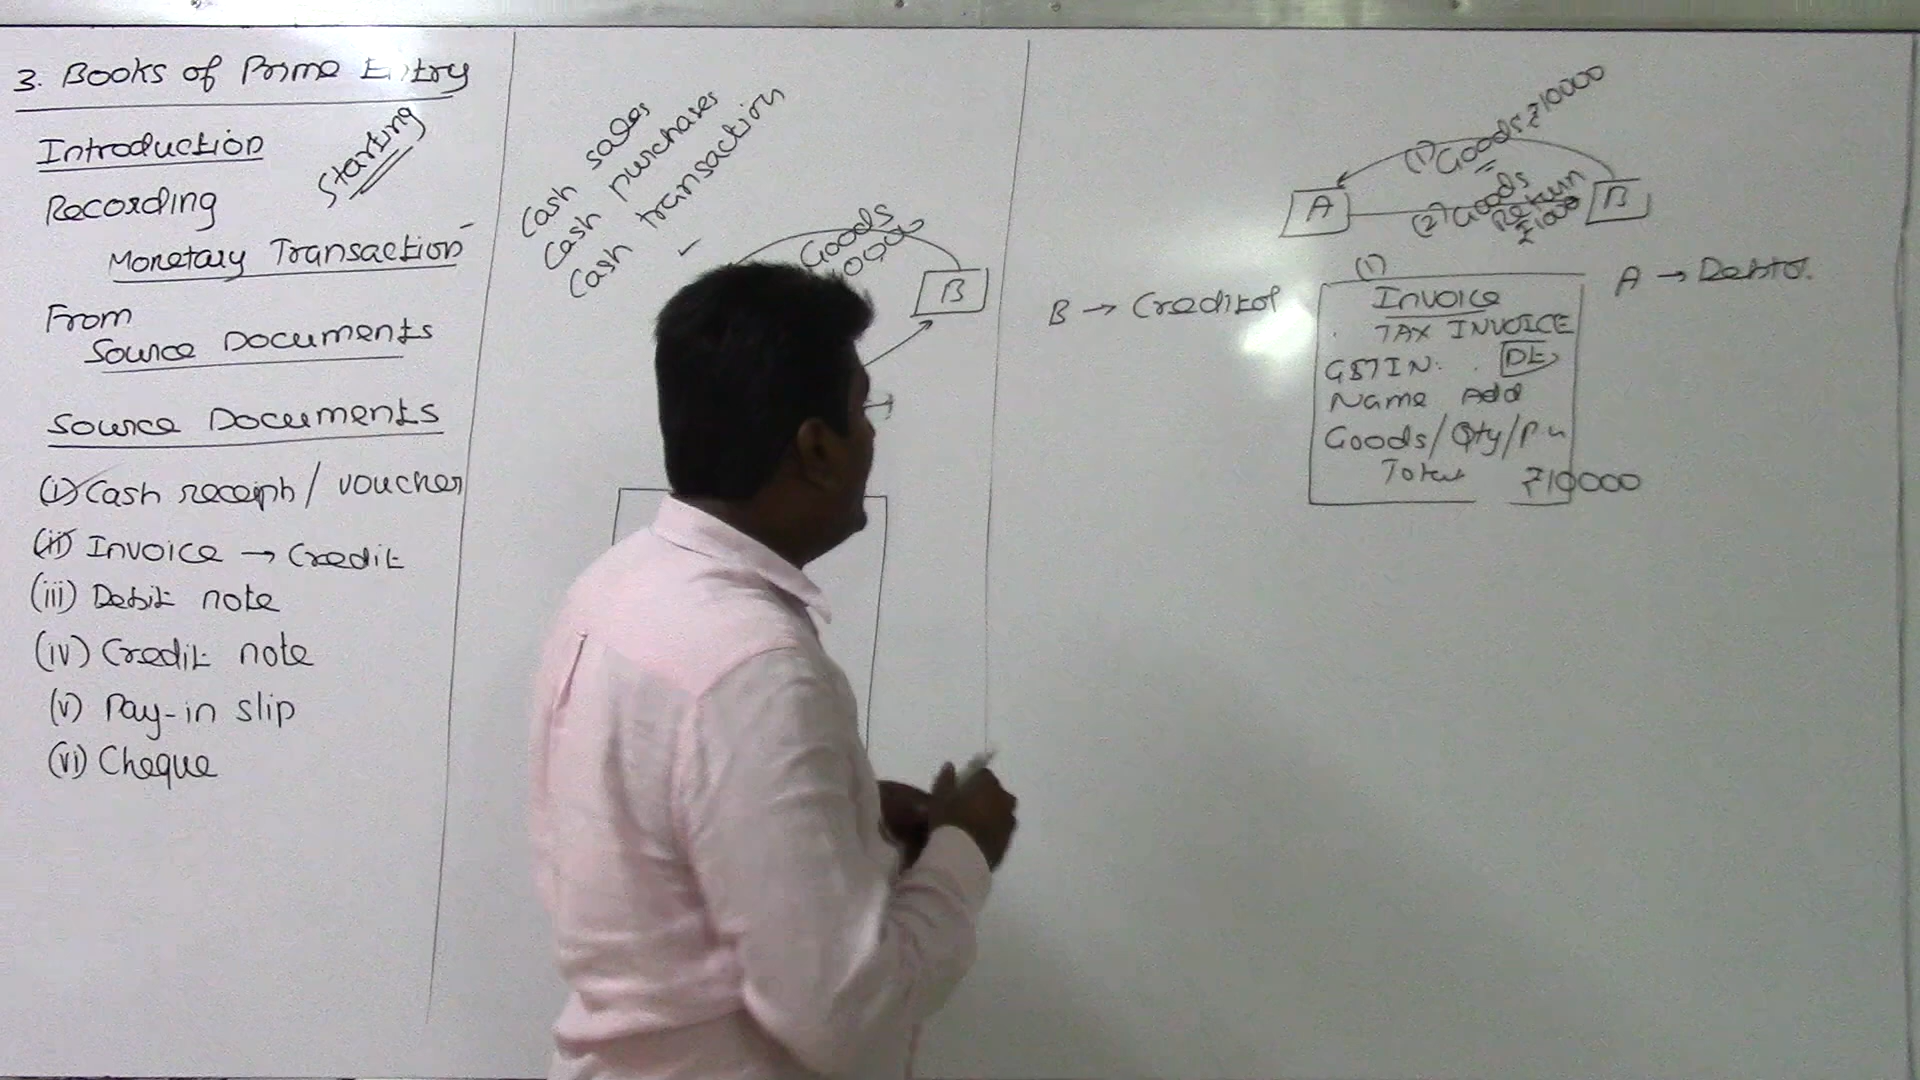 3. Books of Prime Entry
Introduction
Starting
Recording
Monetary Transaction
From
Source Documents
Source Documents
(i) Cash receipt / voucher
(ii) Invoice → Credit
(iii) Debit note
(iv) Credit note
(v) Pay-in slip
(vi) Cheque
Cash sales
Cash purchases
Cash transaction
Goods
B
(1) Goods ₹10000
A
(2) Goods
Return
₹1000
B
B → Creditor
A → Debtor
(1)
Invoice
TAX INVOICE
GSTIN.
Name Add
Goods/Qty/
Total ₹10000